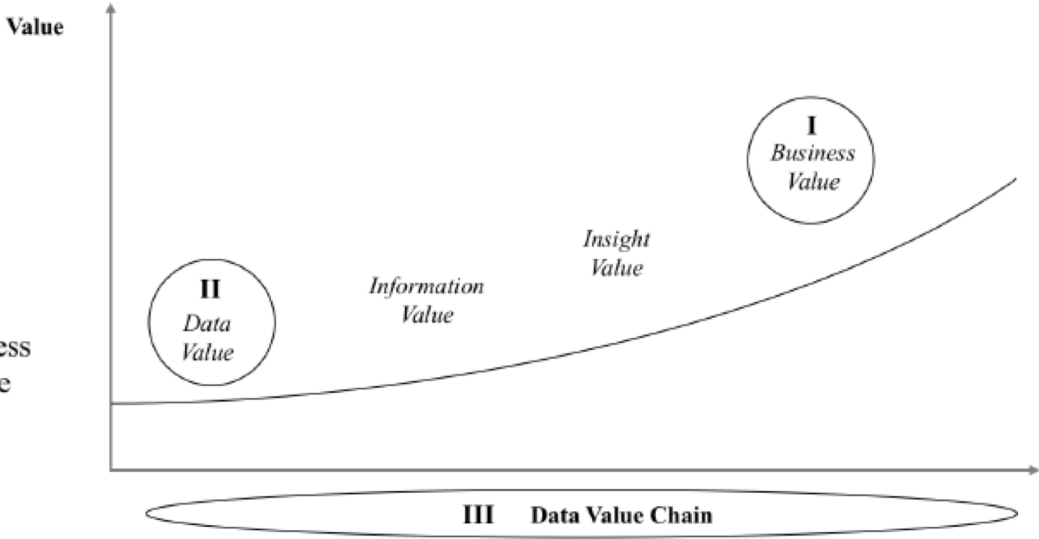 Value
I
Business
Value
Insight
Value
Information
Value
II
Data
Value
III Data Value Chain